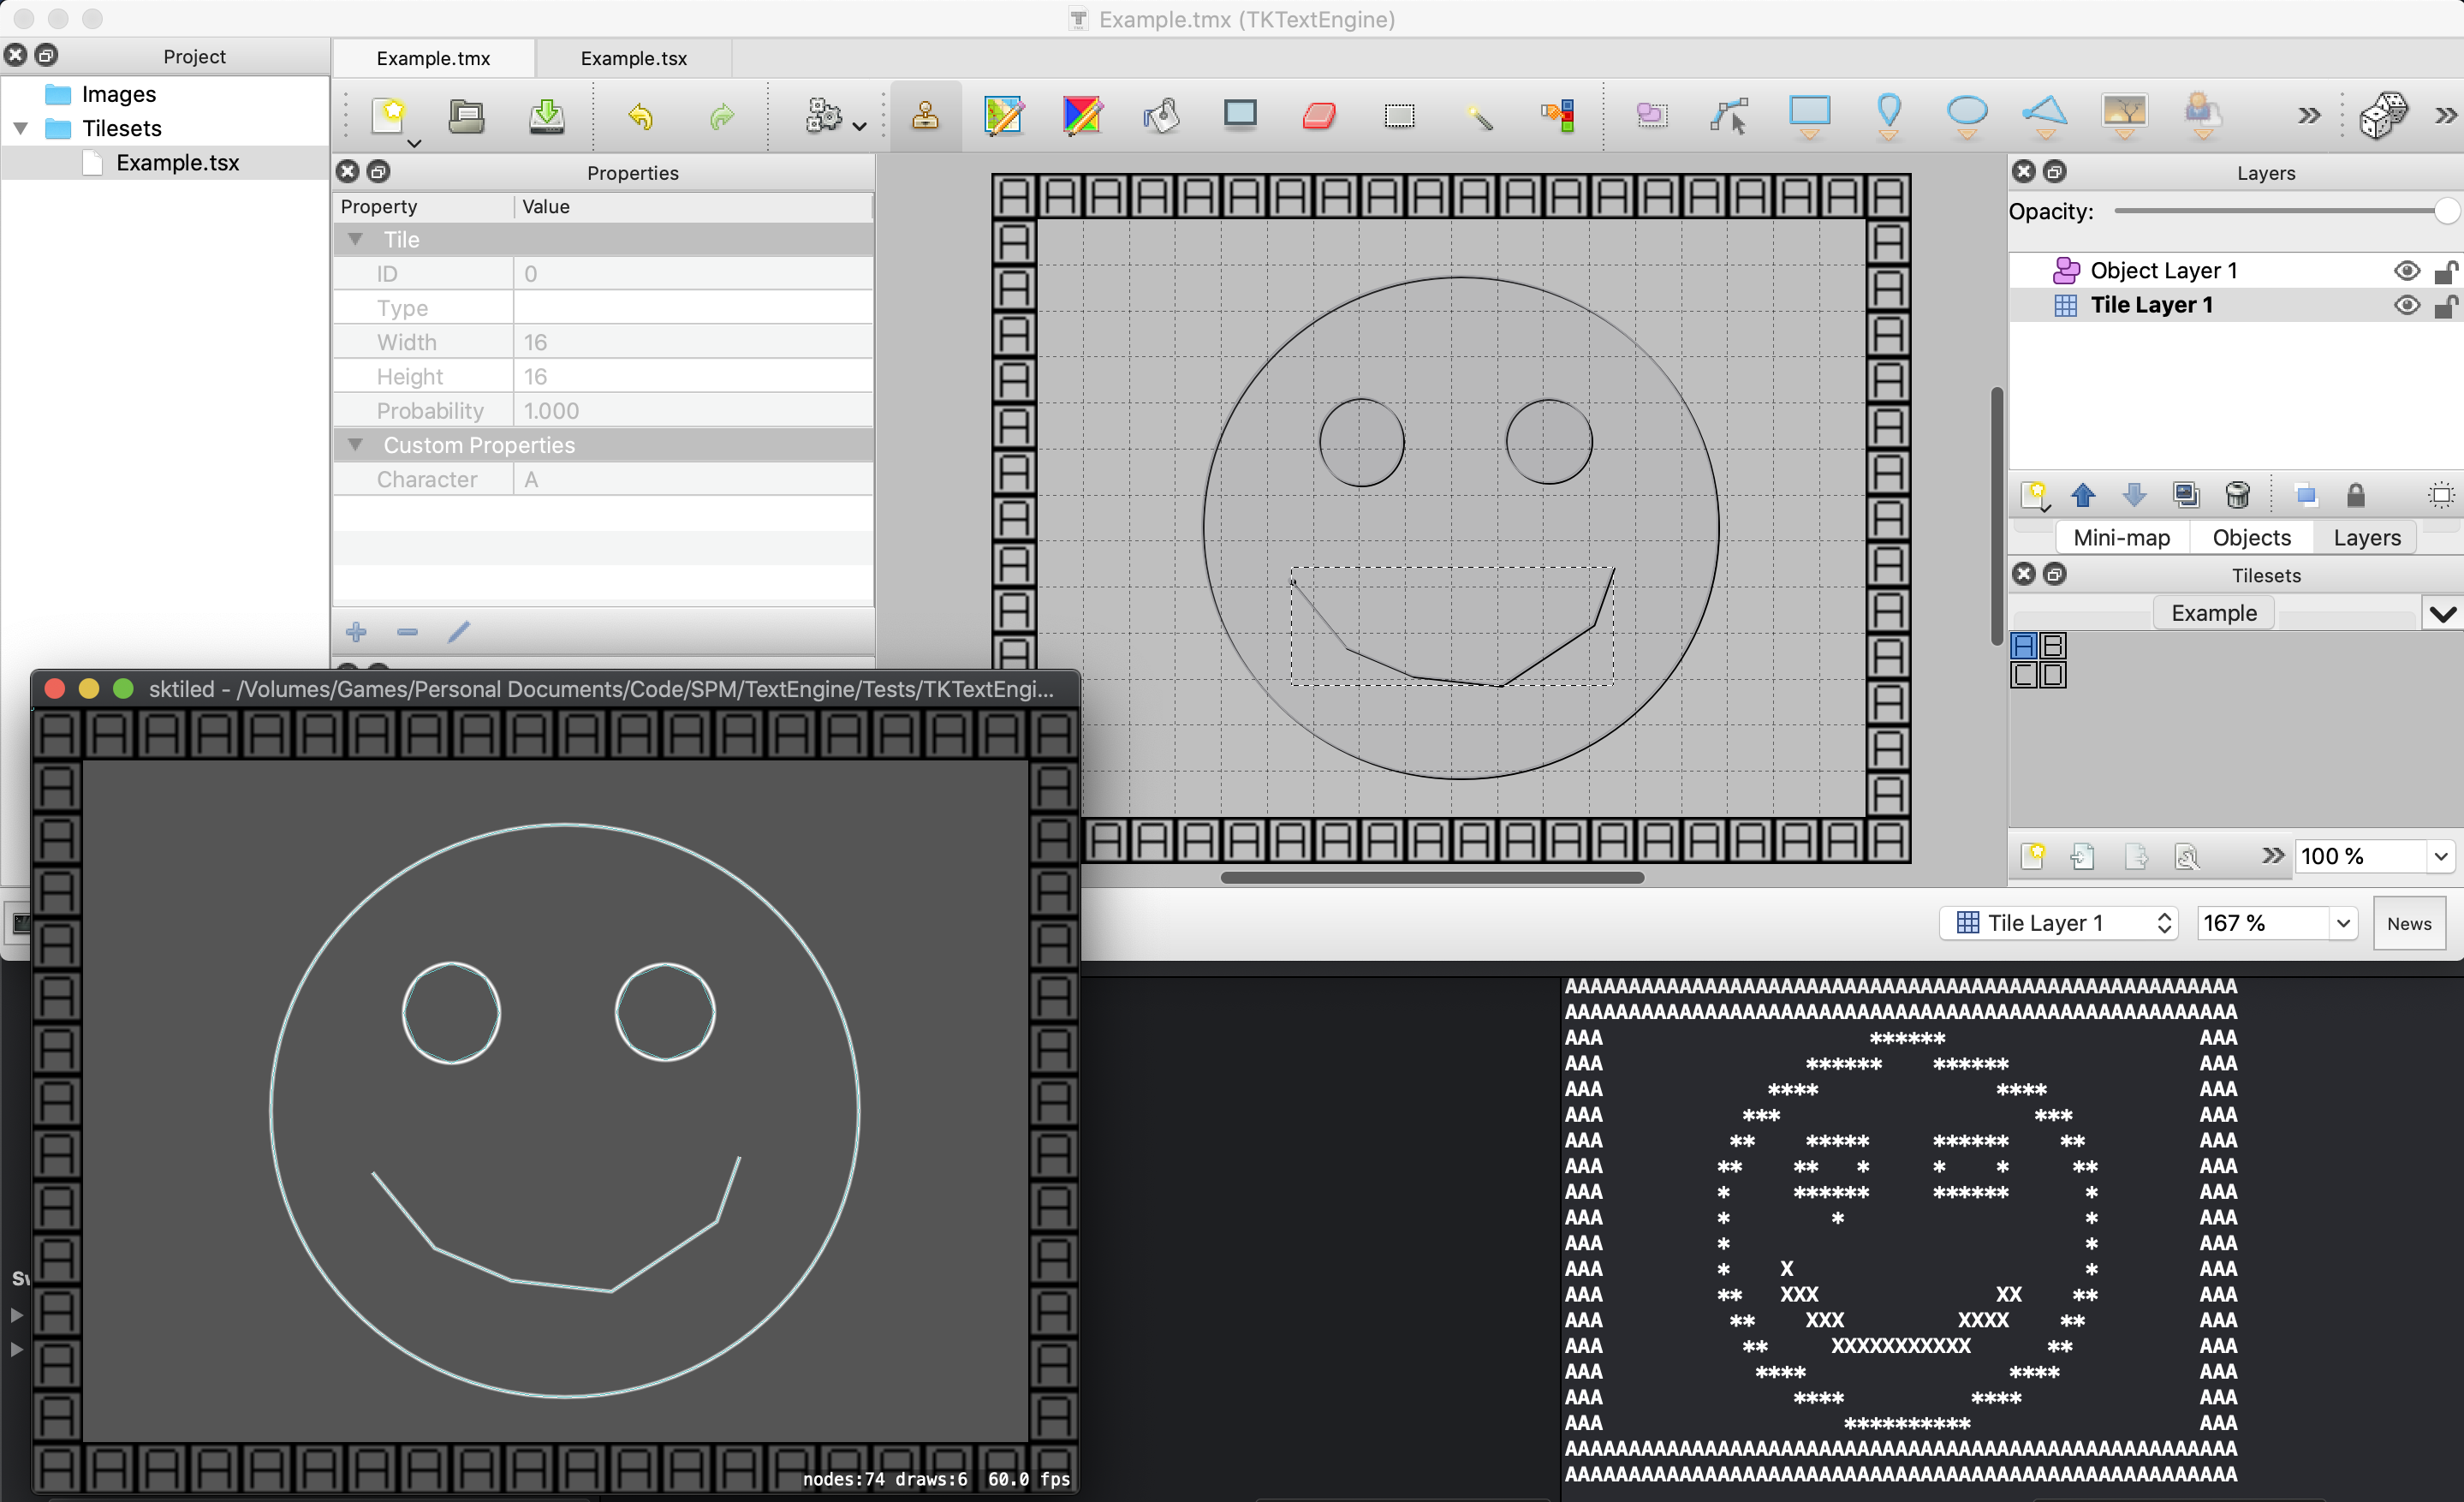 Example.tmx (TKTextEngine)
Project
Example.tmx
Example.tsx
Images
Tilesets
Example.tsx
Properties
Property Value
Tile
ID 0
Type
Width 16
Height 16
Probability 1.000
Custom Properties
Character A
Layers
Opacity:
Object Layer 1
Tile Layer 1
Mini-map Objects Layers
Tilesets
Example
A B
C D
100 %
Tile Layer 1 167 % News
sktiled - /Volumes/Games/Personal Documents/Code/SPM/TextEngine/Tests/TKTextEngi...
nodes:74 draws:6 60.0 fps
AAAAAAAAAAAAAAAAAAAAAAAAAAAAAAAAAAAAAAAAAAAAAAAAAAAAA
AAAAAAAAAAAAAAAAAAAAAAAAAAAAAAAAAAAAAAAAAAAAAAAAAAAAA
AAA ****** AAA
AAA ****** ****** AAA
AAA **** **** AAA
AAA *** *** AAA
AAA ** ***** ****** ** AAA
AAA ** ** * * * ** AAA
AAA * ****** ****** * AAA
AAA * * * AAA
AAA * * AAA
AAA * X * AAA
AAA ** XXX XX ** AAA
AAA ** XXX XXXX ** AAA
AAA ** XXXXXXXXXXX ** AAA
AAA **** **** AAA
AAA **** **** AAA
AAA ********** AAA
AAAAAAAAAAAAAAAAAAAAAAAAAAAAAAAAAAAAAAAAAAAAAAAAAAAAA
AAAAAAAAAAAAAAAAAAAAAAAAAAAAAAAAAAAAAAAAAAAAAAAAAAAAA